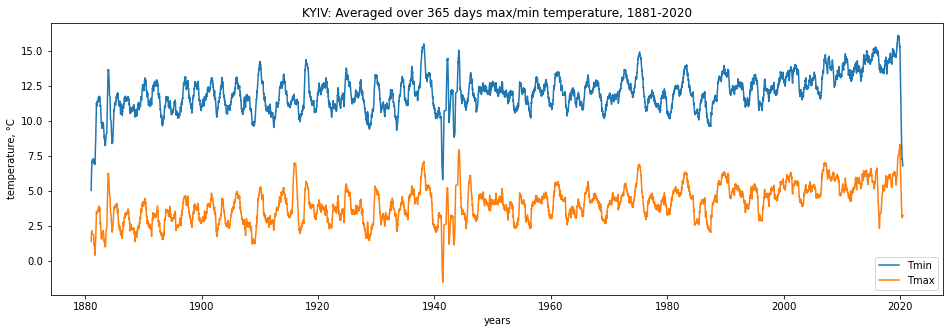 KYIV: Averaged over 365 days max/min temperature, 1881-2020
temperature, °C
15.0
12.5
10.0
7.5
5.0
2.5
0.0
1880 1900 1920 1940 1960 1980 2000 2020
years
Tmin
Tmax